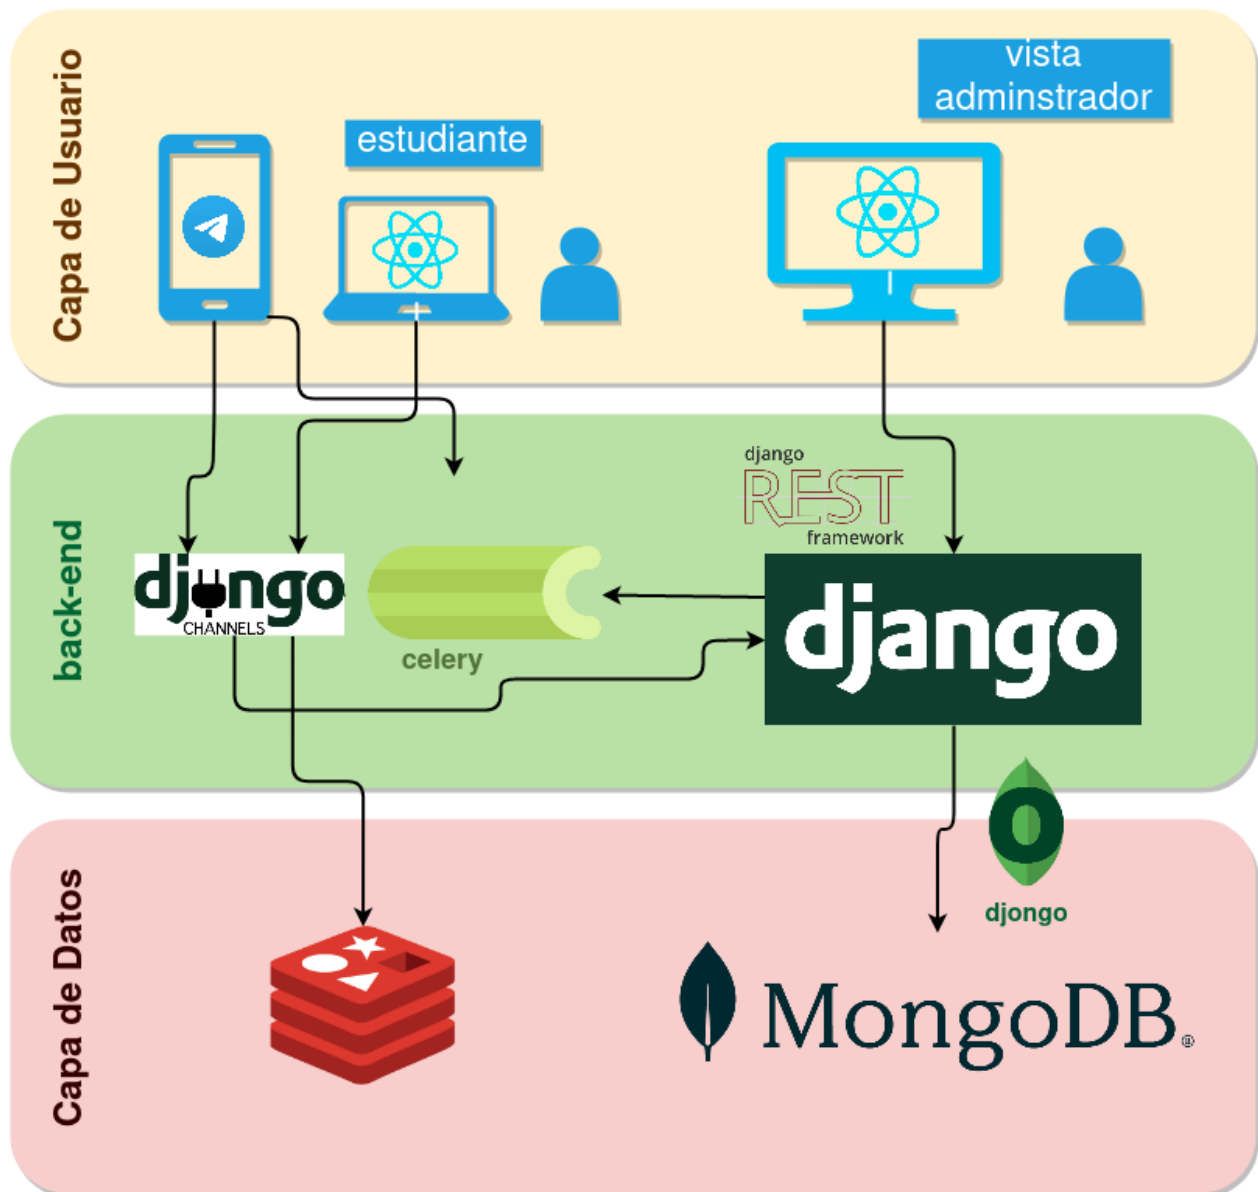 Capa de Usuario
estudiante
vista
adminstrador
back-end
django
REST
framework
django
CHANNELS
celery
django
djongo
Capa de Datos
MongoDB®